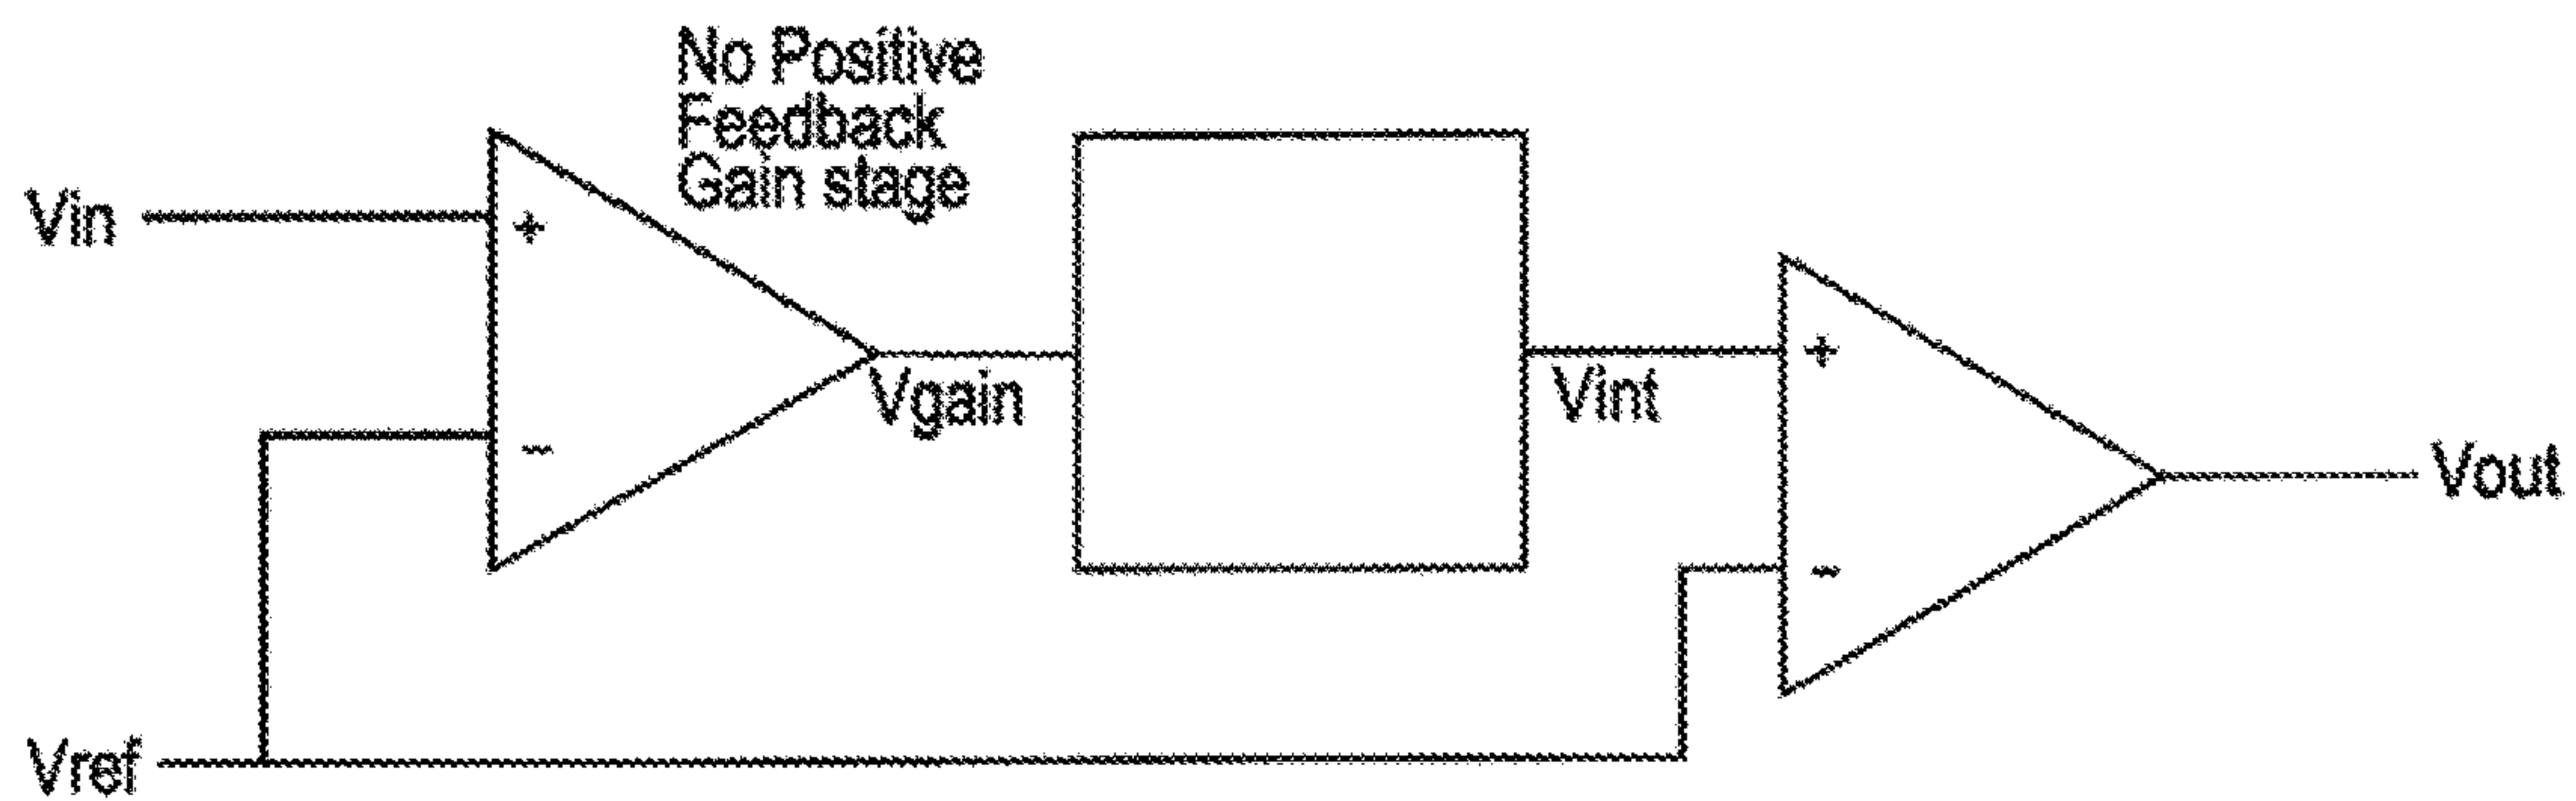 No Positive
Feedback
Gain stage
Vin
+
+
Vgain
Vint
-
Vout
-
Vref